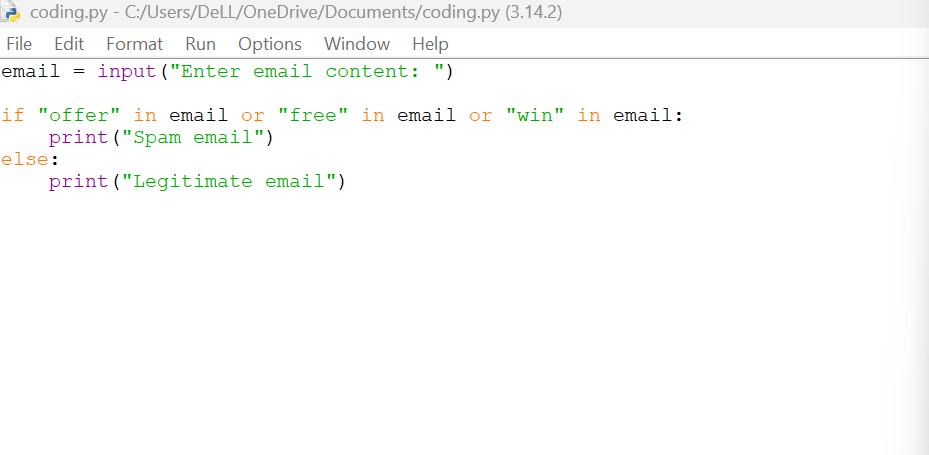 coding.py - C:/Users/DeLL/OneDrive/Documents/coding.py (3.14.2)
File Edit Format Run Options Window Help
email = input("Enter email content: ")

if "offer" in email or "free" in email or "win" in email:
    print("Spam email")
else:
    print("Legitimate email")